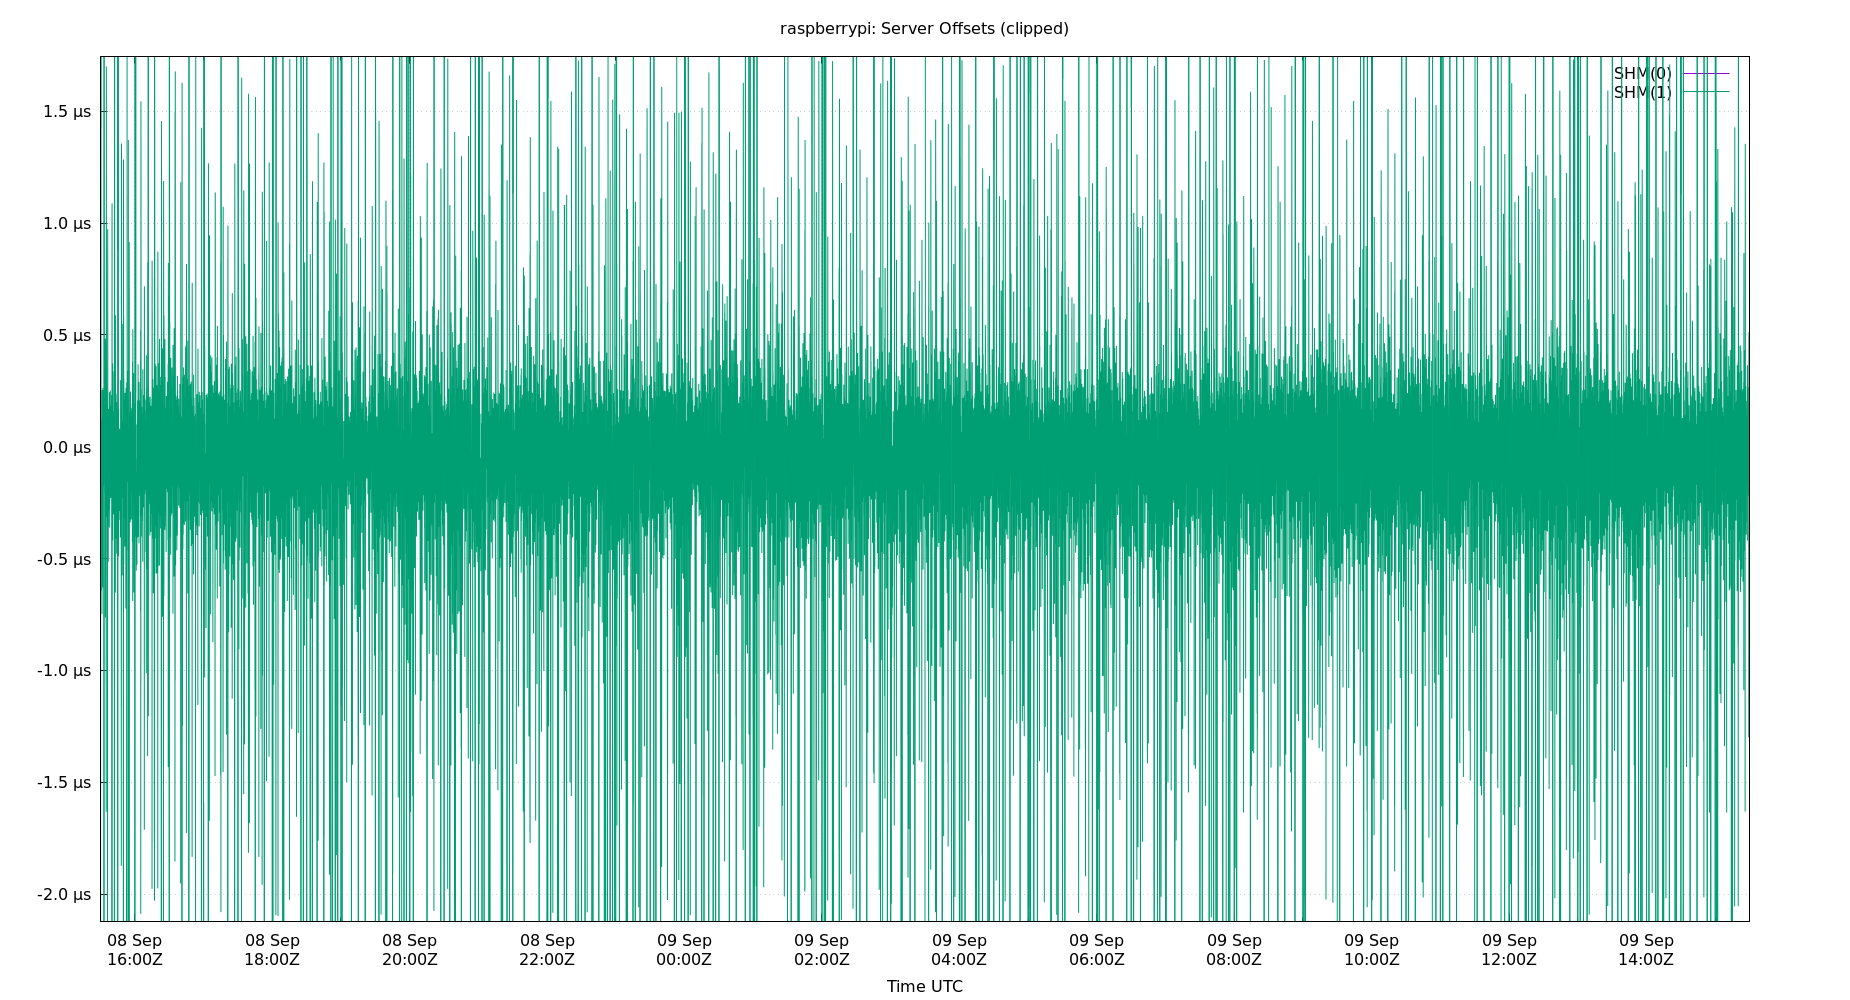 raspberrypi: Server Offsets (clipped)
SHM(0)
SHM(1)
1.5 µs
1.0 µs
0.5 µs
0.0 µs
-0.5 µs
-1.0 µs
-1.5 µs
-2.0 µs
08 Sep 08 Sep 08 Sep 08 Sep 09 Sep 09 Sep 09 Sep 09 Sep 09 Sep 09 Sep 09 Sep 09 Sep
16:00Z 18:00Z 20:00Z 22:00Z 00:00Z 02:00Z 04:00Z 06:00Z 08:00Z 10:00Z 12:00Z 14:00Z
Time UTC